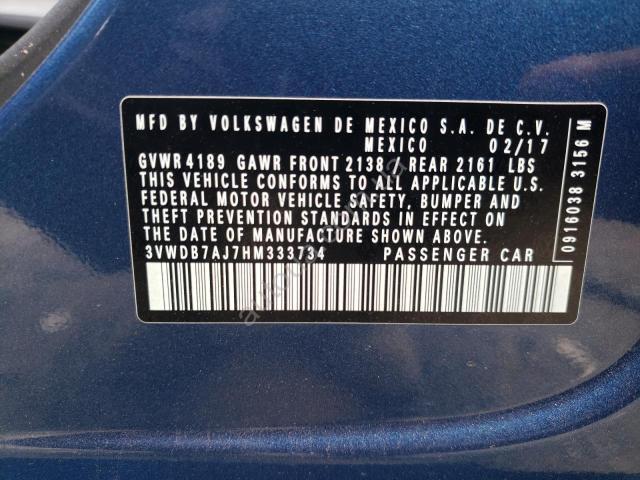 MFD BY VOLKSWAGEN DE MEXICO S.A. DE C.V.
MEXICO 02/17
GVWR 4189 GAWR FRONT 2138 / REAR 2161 LBS
THIS VEHICLE CONFORMS TO ALL APPLICABLE U.S.
FEDERAL MOTOR VEHICLE SAFETY, BUMPER AND
THEFT PREVENTION STANDARDS IN EFFECT ON
THE DATE OF MANUFACTURE SHOWN ABOVE.
3VWDB7AJ7HM333734 PASSENGER CAR
0916038 3156 M